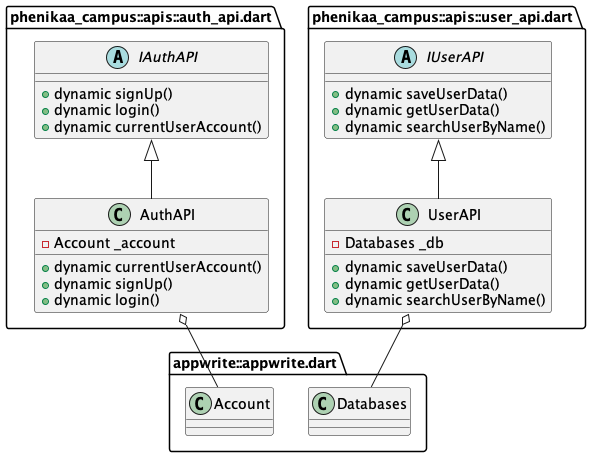 phenikaa_campus::apis::auth_api.dart
A IAuthAPI
dynamic signUp()
dynamic login()
dynamic currentUserAccount()
C AuthAPI
Account _account
dynamic currentUserAccount()
dynamic signUp()
dynamic login()
phenikaa_campus::apis::user_api.dart
A IUserAPI
dynamic saveUserData()
dynamic getUserData()
dynamic searchUserByName()
C UserAPI
Databases _db
dynamic saveUserData()
dynamic getUserData()
dynamic searchUserByName()
appwrite::appwrite.dart
C Account
C Databases